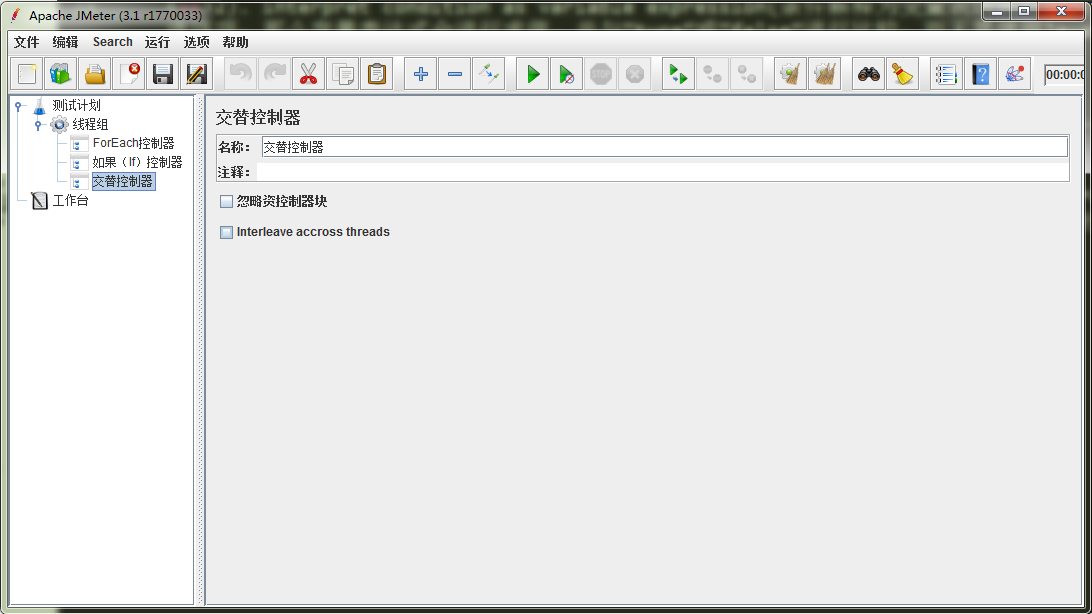 Apache JMeter (3.1 r1770033)
文件 编辑 Search 运行 选项 帮助
STOP
00:00:0
测试计划
线程组
ForEach控制器
如果（If）控制器
交替控制器
工作台
交替控制器
名称： 交替控制器
注释：
忽略资控制器块
Interleave accross threads